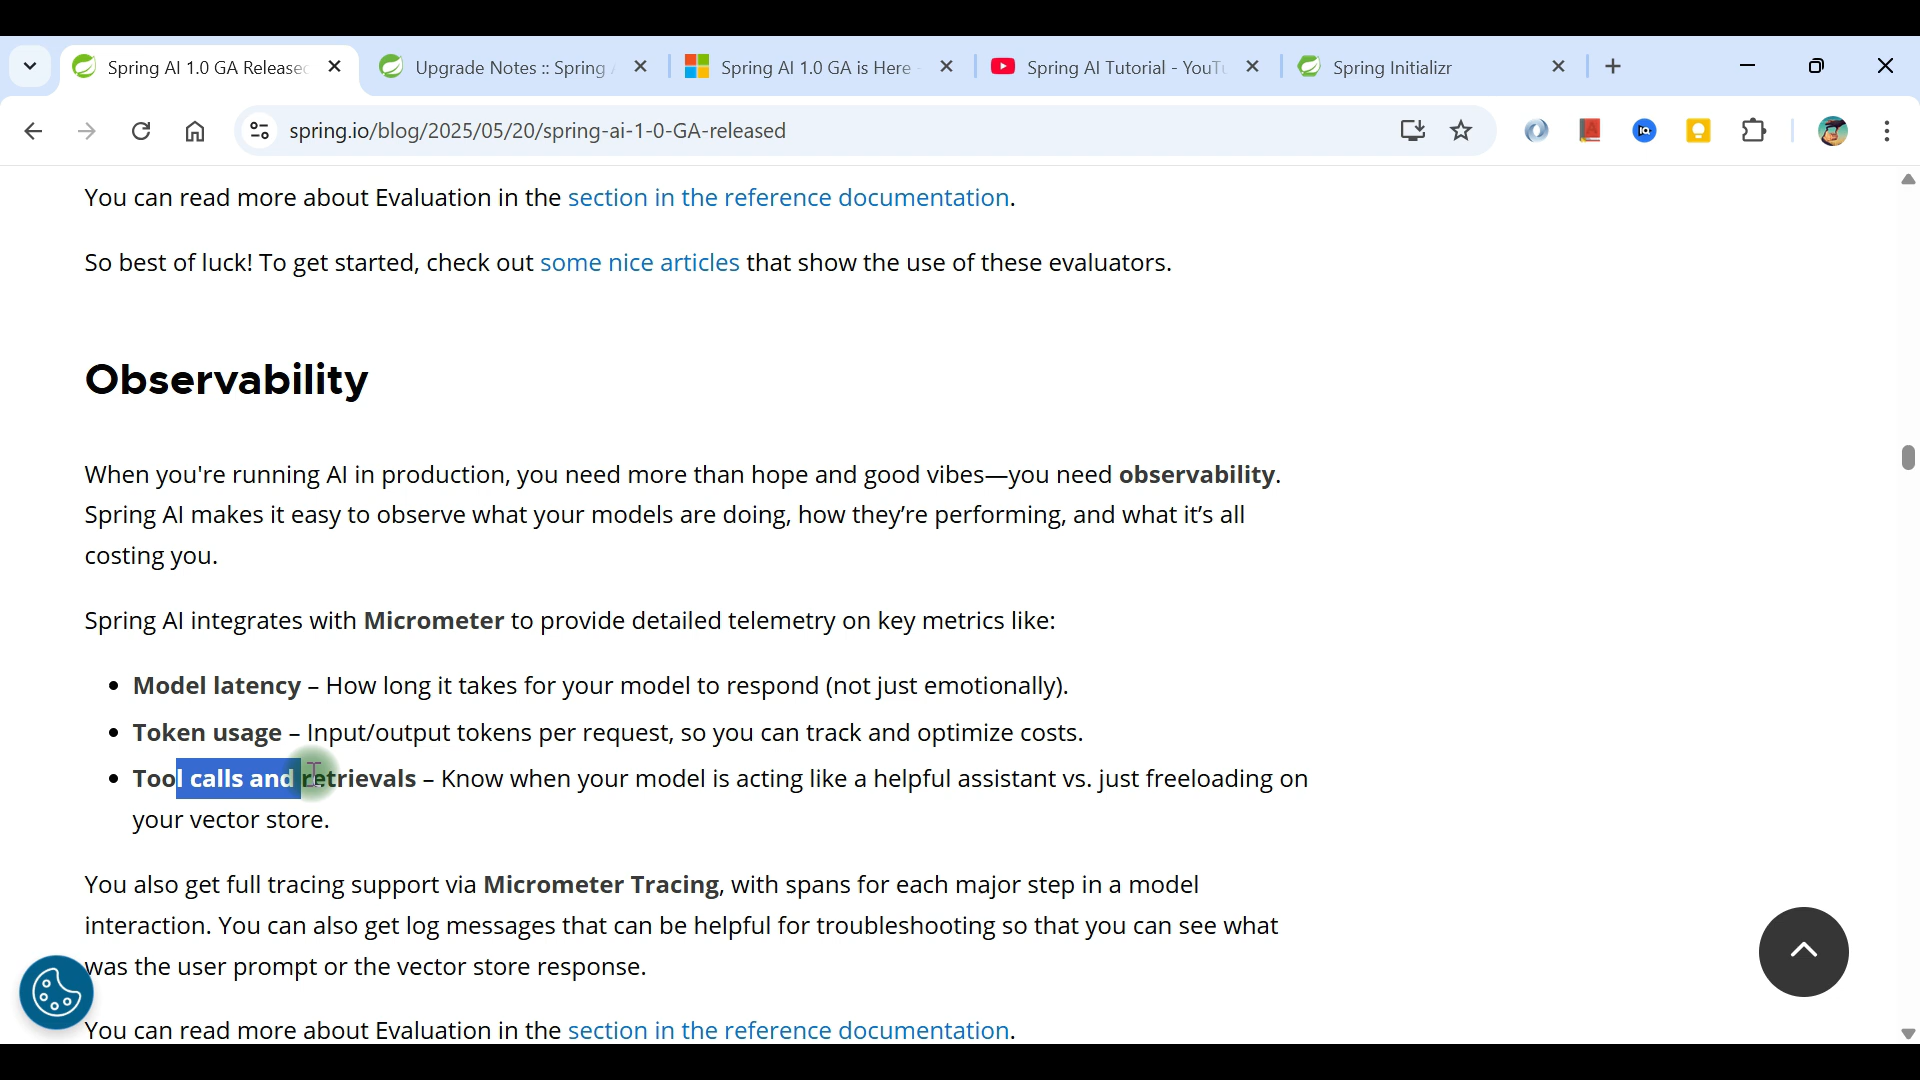 Spring AI 1.0 GA Released
Upgrade Notes :: Spring
Spring AI 1.0 GA is Here
Spring AI Tutorial - YouTu
Spring Initializr
spring.io/blog/2025/05/20/spring-ai-1-0-GA-released
You can read more about Evaluation in the section in the reference documentation.
So best of luck! To get started, check out some nice articles that show the use of these evaluators.
Observability
When you're running AI in production, you need more than hope and good vibes—you need observability.
Spring AI makes it easy to observe what your models are doing, how they’re performing, and what it’s all
costing you.
Spring AI integrates with Micrometer to provide detailed telemetry on key metrics like:
• Model latency – How long it takes for your model to respond (not just emotionally).
• Token usage – Input/output tokens per request, so you can track and optimize costs.
• Tool calls and retrievals – Know when your model is acting like a helpful assistant vs. just freeloading on
your vector store.
You also get full tracing support via Micrometer Tracing, with spans for each major step in a model
interaction. You can also get log messages that can be helpful for troubleshooting so that you can see what
was the user prompt or the vector store response.
You can read more about Evaluation in the section in the reference documentation.